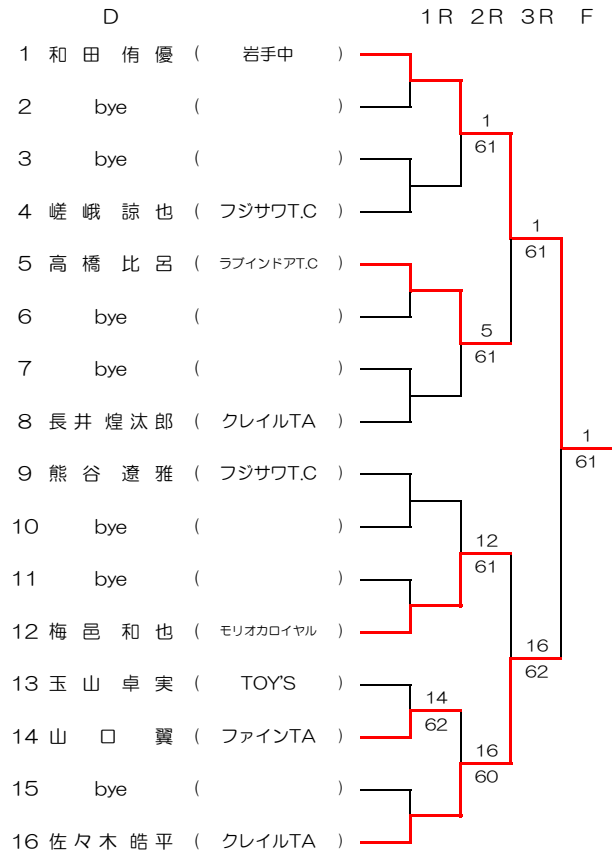 D 1R 2R 3R F
1 和田 侑優 ( 岩手中 )
2 bye ( )
1
61
3 bye ( )
4 嵯峨 諒也 ( フジサワT.C )
1
61
5 高橋 比呂 ( ラブインドアT.C )
6 bye ( )
5
61
7 bye ( )
8 長井 煌汰郎 ( クレイルTA )
1
61
9 熊谷 遼雅 ( フジサワT.C )
10 bye ( )
12
61
11 bye ( )
12 梅邑 和也 ( モリオカロイヤル )
16
62
13 玉山 卓実 ( TOY'S )
14
62
14 山口 翼 ( ファインTA )
16
60
15 bye ( )
16 佐々木 皓平 ( クレイルTA )